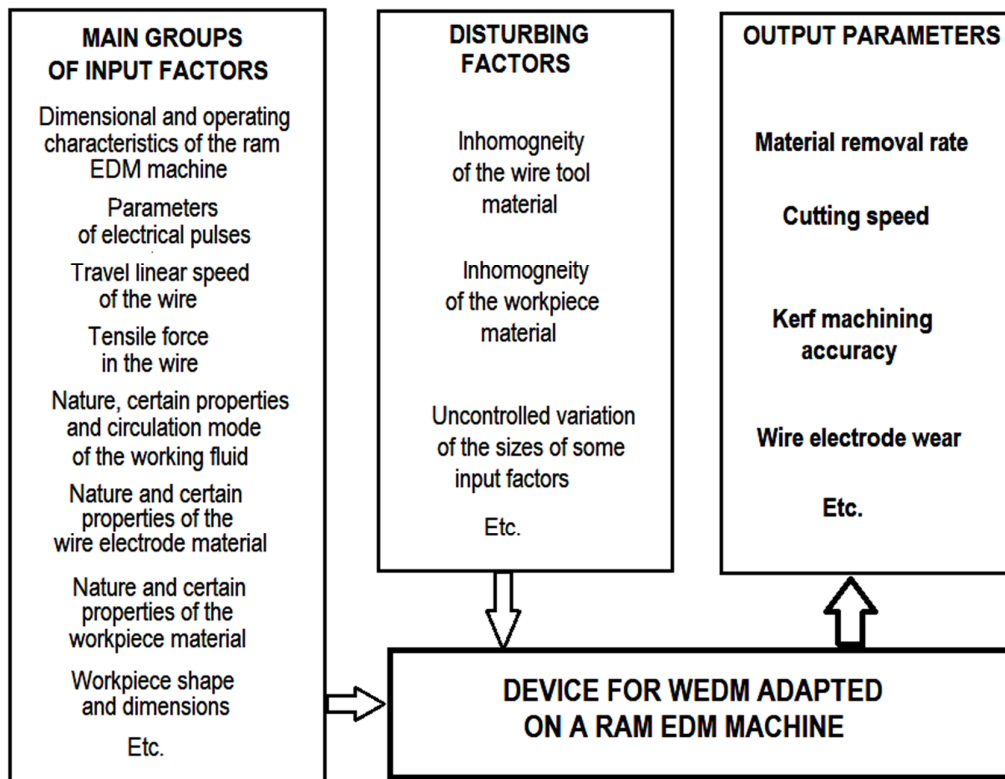 MAIN GROUPS
OF INPUT FACTORS
Dimensional and operating
characteristics of the ram
EDM machine
Parameters
of electrical pulses
Travel linear speed
of the wire
Tensile force
in the wire
Nature, certain properties
and circulation mode
of the working fluid
Nature and certain
properties of the
wire electrode material
Nature and certain
properties of the
workpiece material
Workpiece shape
and dimensions
Etc.
DISTURBING
FACTORS
Inhomogneity
of the wire tool
material
Inhomogneity
of the workpiece
material
Uncontrolled variation
of the sizes of some
input factors
Etc.
OUTPUT PARAMETERS
Material removal rate
Cutting speed
Kerf machining
accuracy
Wire electrode wear
Etc.
DEVICE FOR WEDM ADAPTED
ON A RAM EDM MACHINE